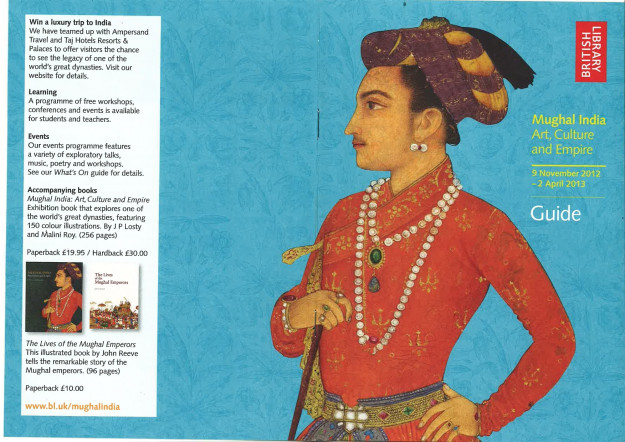 Win a luxury trip to India
We have teamed up with Ampersand
Travel and Taj Hotels Resorts &
Palaces to offer visitors the chance
to see the legacy of one of the
world's great dynasties. Visit our
website for details.
Learning
A programme of free workshops,
conferences and events is available
for students and teachers.
Events
Our events programme features
a variety of exploratory talks,
music, poetry and workshops.
See our What's On guide for details.
Accompanying books
Mughal India: Art, Culture and Empire
Exhibition book that explores one of
the world's great dynasties, featuring
150 colour illustrations. By J P Losty
and Malini Roy. (256 pages)
Paperback £19.95 / Hardback £30.00
The Lives
of the
Mughal Emperors
The Lives of the Mughal Emperors
This illustrated book by John Reeve
tells the remarkable story of the
Mughal emperors. (96 pages)
Paperback £10.00
www.bl.uk/mughalindia
BRITISH
LIBRARY
Mughal India
Art, Culture
and Empire
9 November 2012
– 2 April 2013
Guide